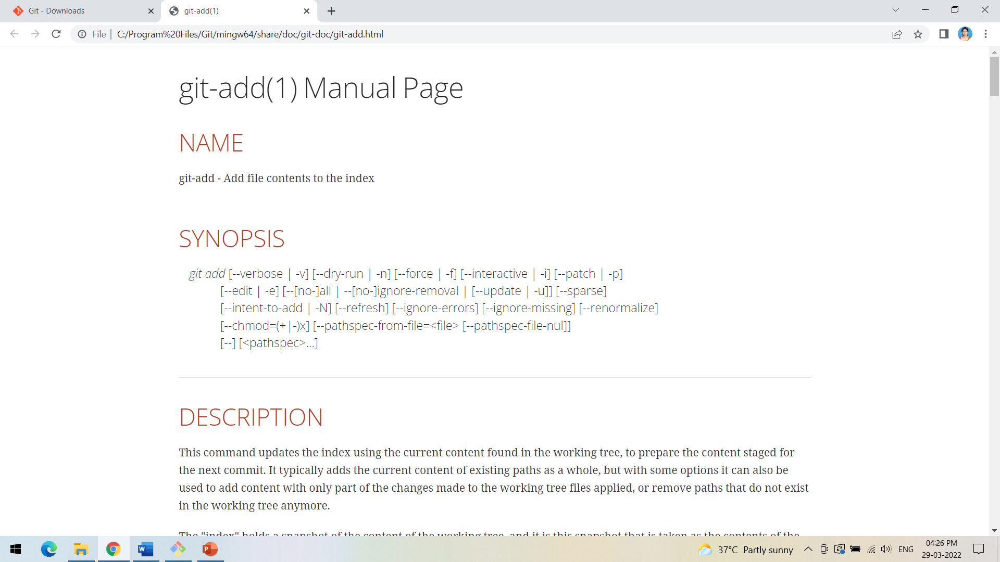 Git - Downloads
git-add(1)
File | C:/Program%20Files/Git/mingw64/share/doc/git-doc/git-add.html
git-add(1) Manual Page
NAME
git-add - Add file contents to the index
SYNOPSIS
git add [--verbose | -v] [--dry-run | -n] [--force | -f] [--interactive | -i] [--patch | -p]
[--edit | -e] [--[no-]all | --[no-]ignore-removal | [--update | -u]] [--sparse]
[--intent-to-add | -N] [--refresh] [--ignore-errors] [--ignore-missing] [--renormalize]
[--chmod=(+|-)x] [--pathspec-from-file=<file> [--pathspec-file-nul]]
[--] [<pathspec>…​]
DESCRIPTION
This command updates the index using the current content found in the working tree, to prepare the content staged for
the next commit. It typically adds the current content of existing paths as a whole, but with some options it can also be
used to add content with only part of the changes made to the working tree files applied, or remove paths that do not exist
in the working tree anymore.
The "index" holds a snapshot of the content of the working tree, and it is this snapshot that is taken as the contents of the
W
P
37°C Partly sunny
ENG
04:26 PM
29-03-2022